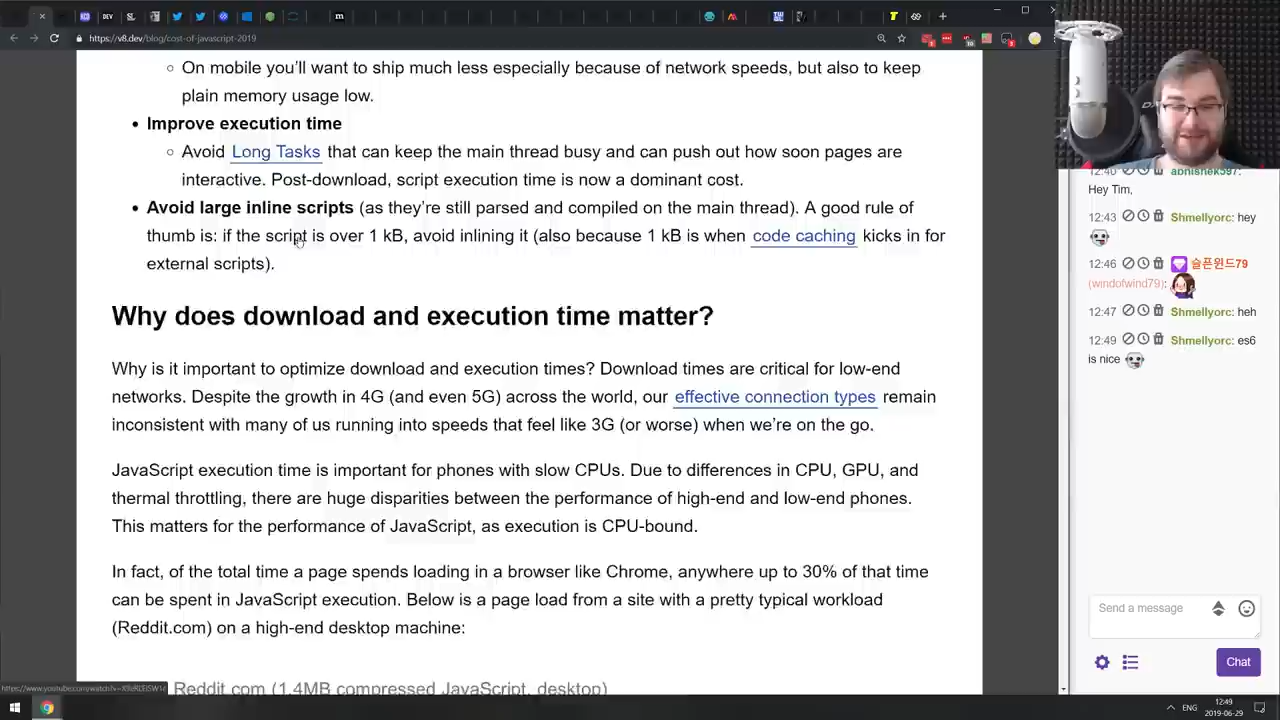 https://v8.dev/blog/cost-of-javascript-2019
On mobile you’ll want to ship much less especially because of network speeds, but also to keep
plain memory usage low.
Improve execution time
Avoid Long Tasks that can keep the main thread busy and can push out how soon pages are
interactive. Post-download, script execution time is now a dominant cost.
Avoid large inline scripts (as they’re still parsed and compiled on the main thread). A good rule of
thumb is: if the script is over 1 kB, avoid inlining it (also because 1 kB is when code caching kicks in for
external scripts).
Why does download and execution time matter?
Why is it important to optimize download and execution times? Download times are critical for low-end
networks. Despite the growth in 4G (and even 5G) across the world, our effective connection types remain
inconsistent with many of us running into speeds that feel like 3G (or worse) when we’re on the go.
JavaScript execution time is important for phones with slow CPUs. Due to differences in CPU, GPU, and
thermal throttling, there are huge disparities between the performance of high-end and low-end phones.
This matters for the performance of JavaScript, as execution is CPU-bound.
In fact, of the total time a page spends loading in a browser like Chrome, anywhere up to 30% of that time
can be spent in JavaScript execution. Below is a page load from a site with a pretty typical workload
(Reddit.com) on a high-end desktop machine:
Reddit.com (1.4MB compressed JavaScript, desktop)
abhishek597:
Hey Tim,
12:43 Shmellyorc: hey
12:46 슬픈윈드79
(windofwind79):
12:47 Shmellyorc: heh
12:49 Shmellyorc: es6
is nice
Send a message
Chat
ENG
12:49
2019-06-29